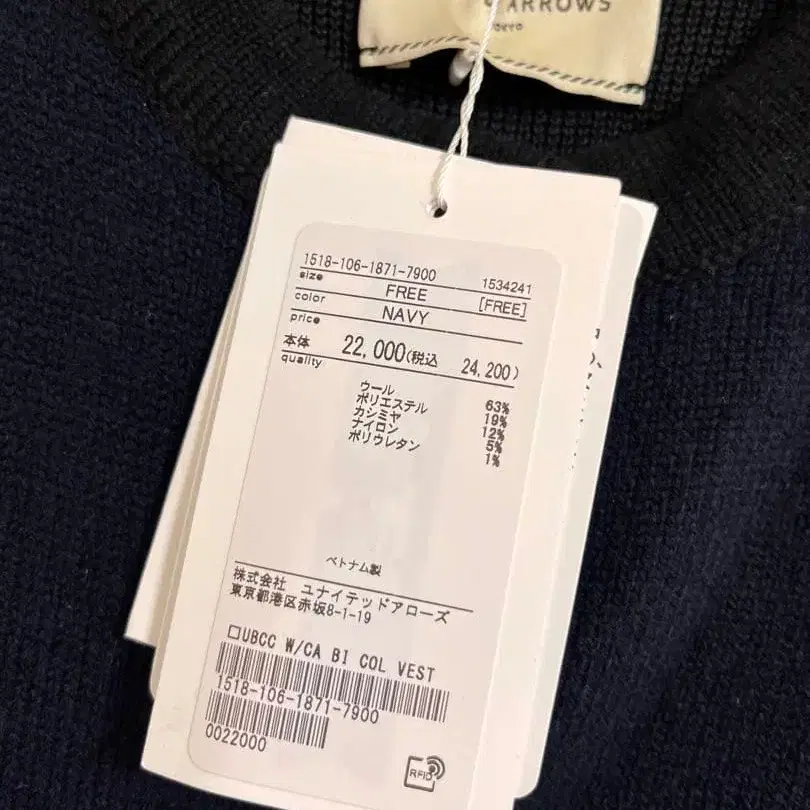 ARROWS
TOKYO
1518-106-1871-7900
size FREE 1534241
color NAVY [FREE]
price
本体 22,000(税込 24,200)
quality
ウール 63%
ポリエステル 19%
カシミヤ 12%
ナイロン 5%
ポリウレタン 1%
ベトナム製
株式会社 ユナイテッドアローズ
東京都港区赤坂8-1-19
□UBCC W/CA BI COL VEST
1518-106-1871-7900
0022000
RFID